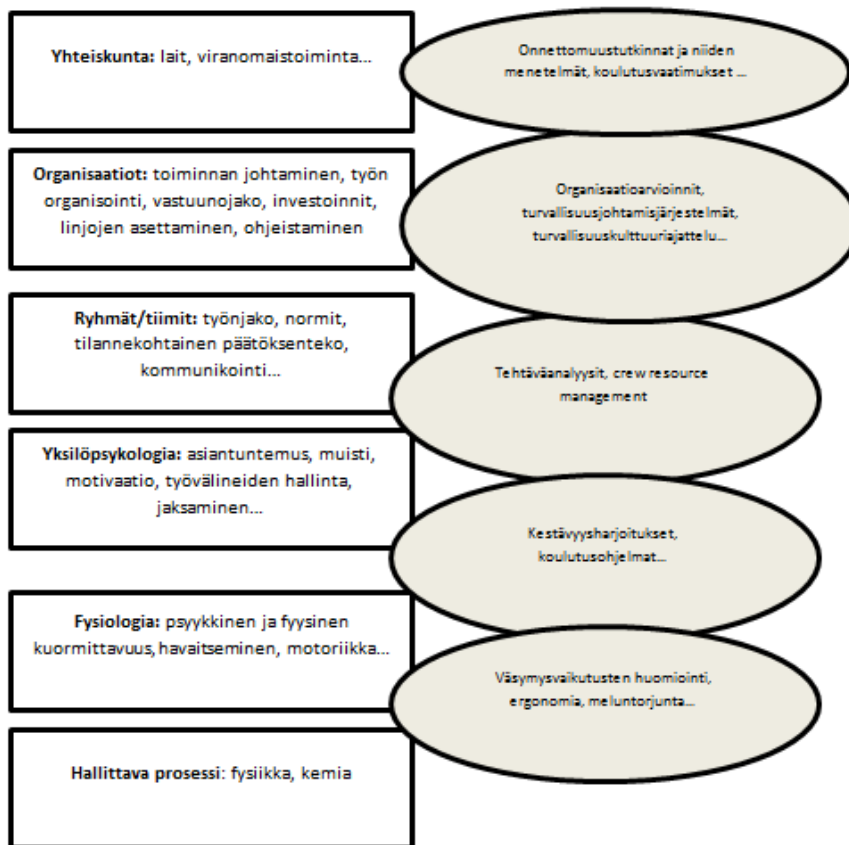 Yhteiskunta: lait, viranomaistoiminta...
Onnettomuustutkinnat ja niiden
menetelmät, koulutusvaatimukset ...
Organisaatiot: toiminnan johtaminen, työn
organisointi, vastuunojako, investoinnit,
linjojen asettaminen, ohjeistaminen
Organisaatioarvioinnit,
turvallisuusjohtamisjärjestelmät,
turvallisuuskulttuuriajattelu...
Ryhmät/tiimit: työnjako, normit,
tilannekohtainen päätöksenteko,
kommunikointi...
Tehtäväanalyysit, crew resource
management
Yksilöpsykologia: asiantuntemus, muisti,
motivaatio, työvälineiden hallinta,
jaksaminen...
Kestävyysharjoitukset,
koulutusohjelmat...
Fysiologia: psyykkinen ja fyysinen
kuormittavuus, havaitseminen, motoriikka...
Väsymysvaikutusten huomiointi,
ergonomia, meluntorjunta...
Hallittava prosessi: fysiikka, kemia